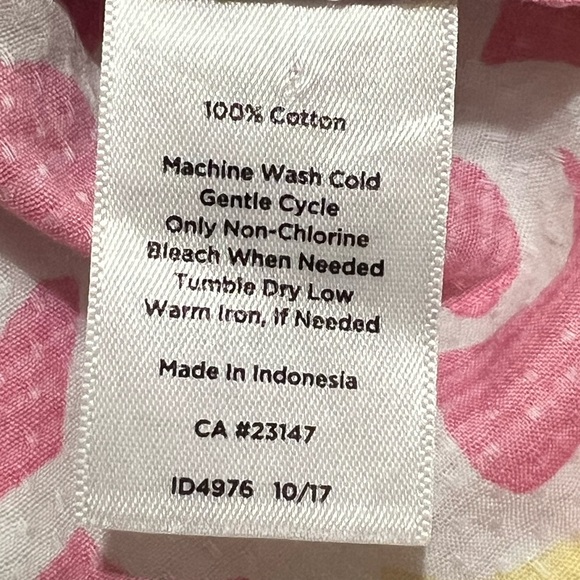 100% Cotton
Machine Wash Cold
Gentle Cycle
Only Non-Chlorine
Bleach When Needed
Tumble Dry Low
Warm Iron, If Needed
Made In Indonesia
CA #23147
ID4976 10/17